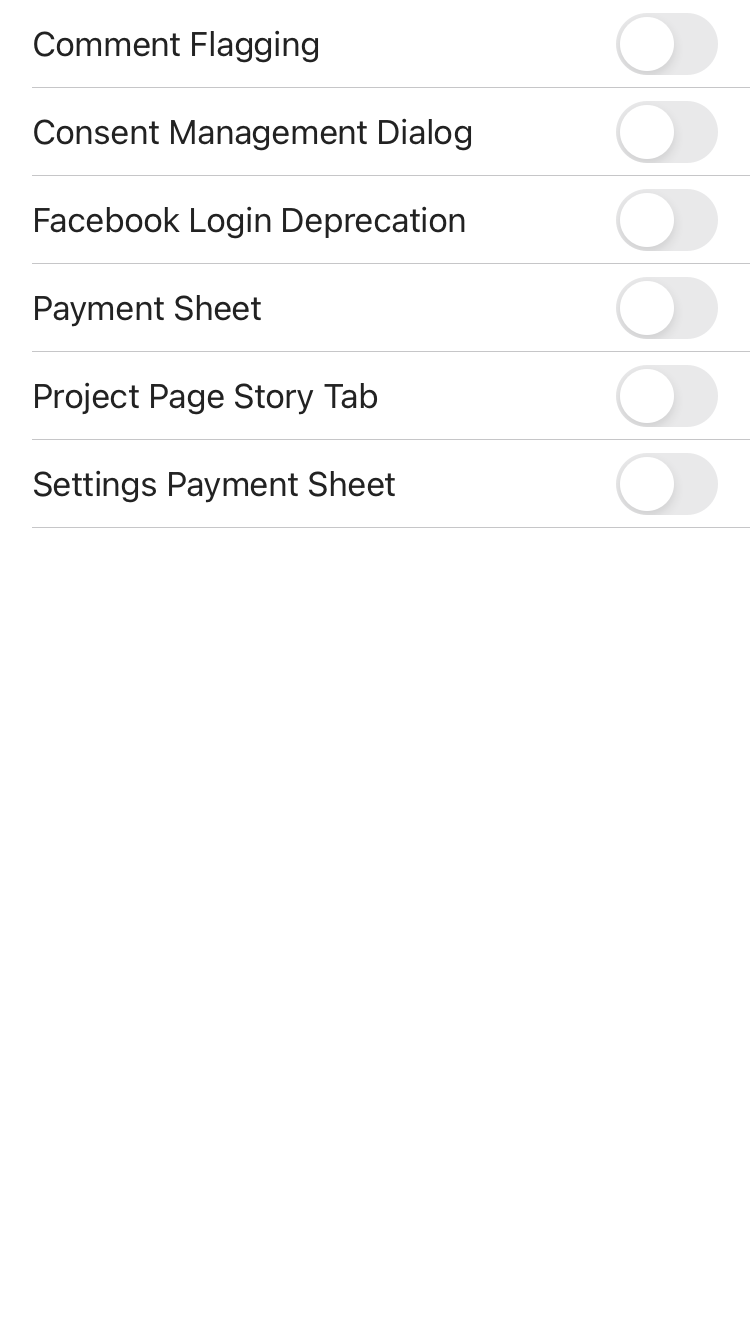 Comment Flagging
Consent Management Dialog
Facebook Login Deprecation
Payment Sheet
Project Page Story Tab
Settings Payment Sheet